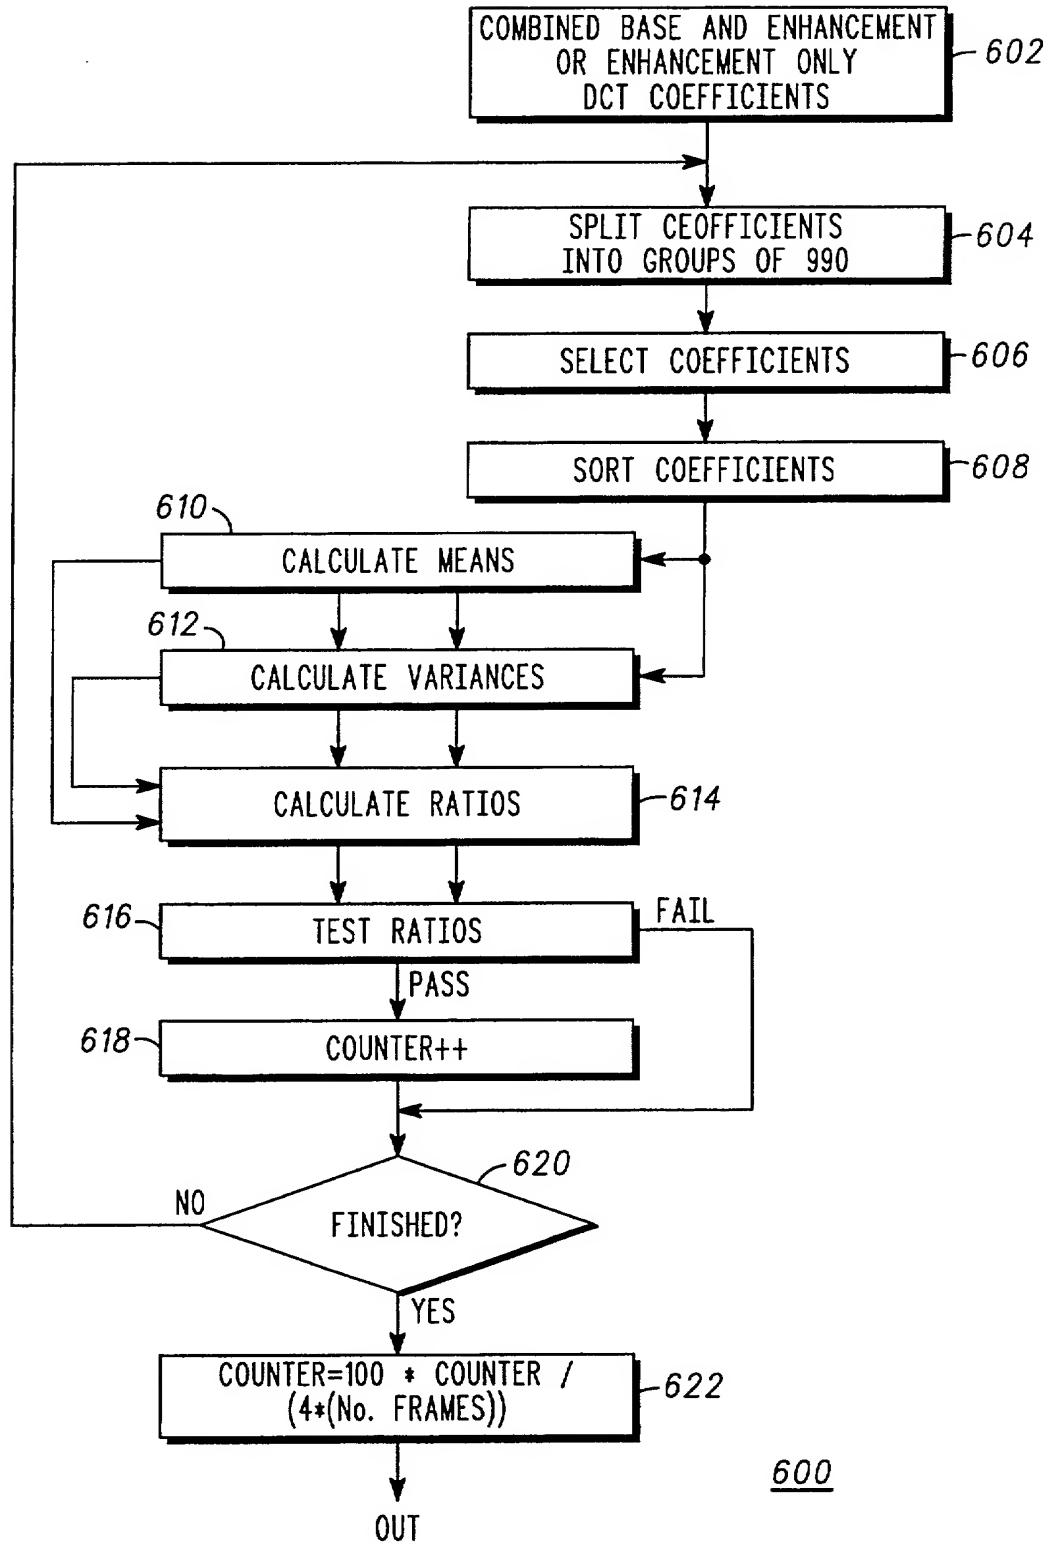 COMBINED BASE AND ENHANCEMENT
OR ENHANCEMENT ONLY
DCT COEFFICIENTS
602
SPLIT CEOFFICIENTS
INTO GROUPS OF 990
604
SELECT COEFFICIENTS
606
SORT COEFFICIENTS
608
610
CALCULATE MEANS
612
CALCULATE VARIANCES
CALCULATE RATIOS
614
616
TEST RATIOS
FAIL
PASS
618
COUNTER++
620
NO
FINISHED?
YES
COUNTER=100 * COUNTER /
(4*(No. FRAMES))
622
600
OUT